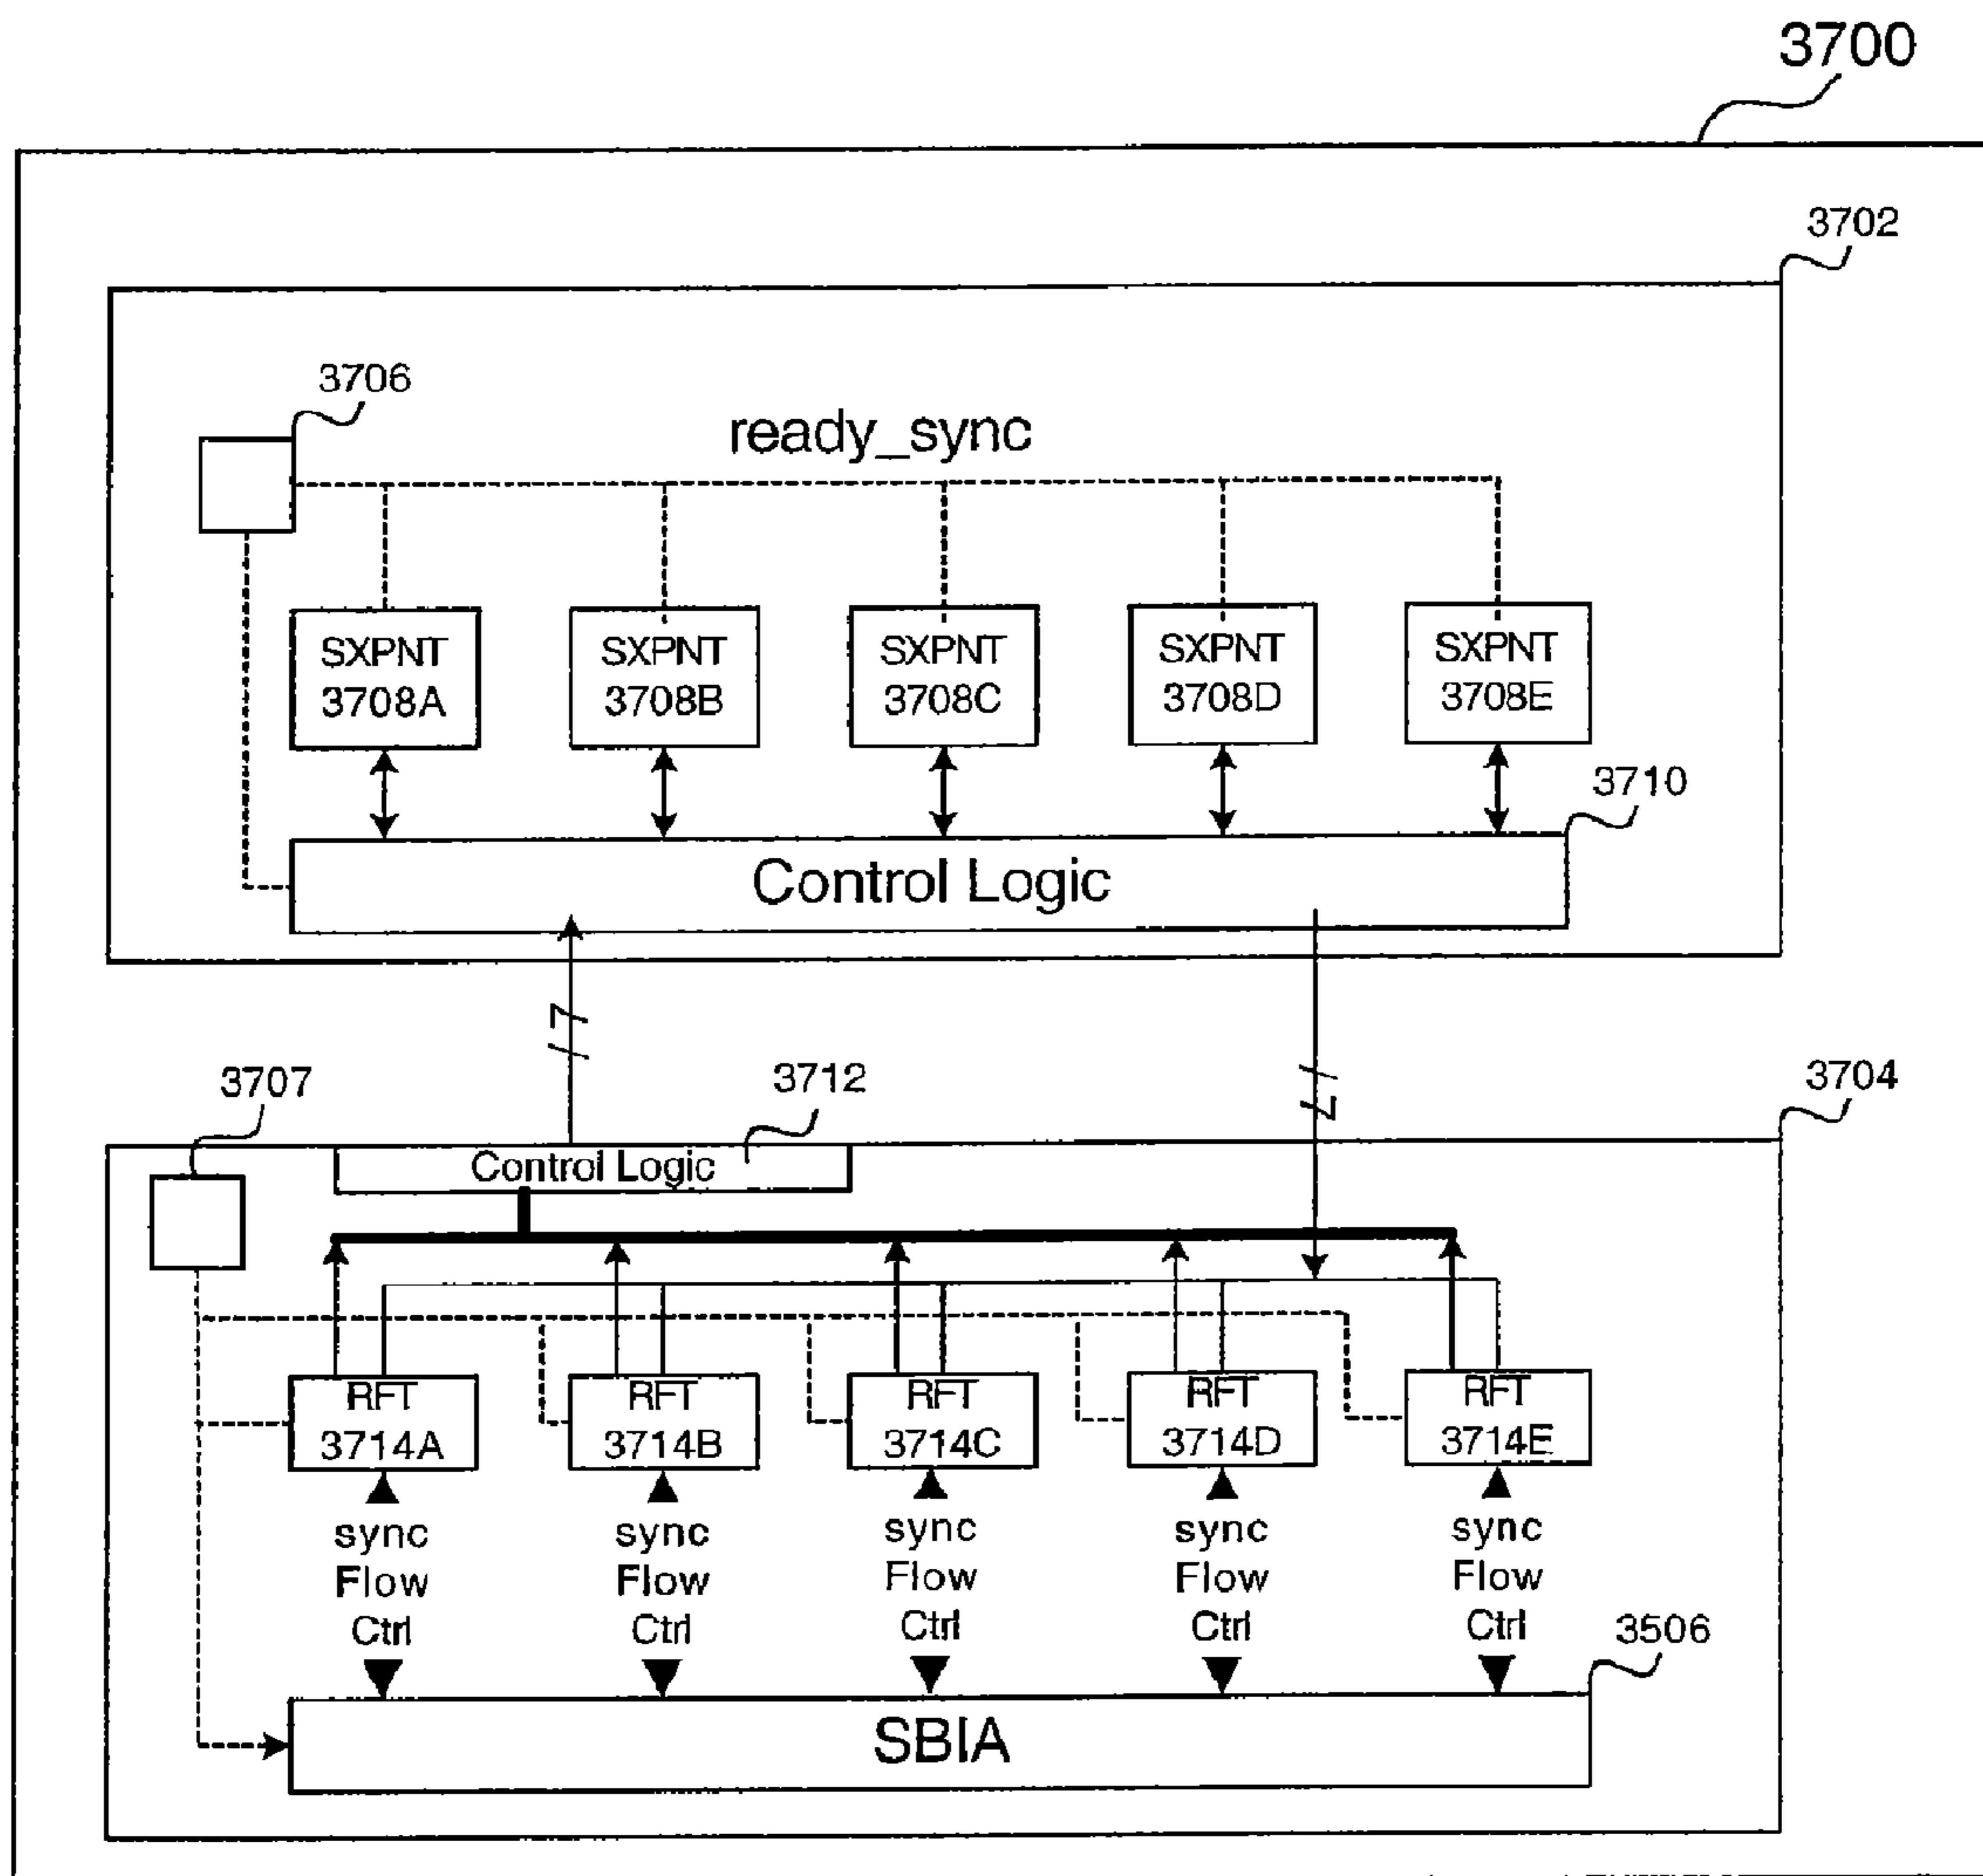 3700
3702
3706
ready_sync
SXPNT
3708A
SXPNT
3708B
SXPNT
3708C
SXPNT
3708D
SXPNT
3708E
3710
Control Logic
7
7
3707
3712
3704
Control Logic
RFT
3714A
RFT
3714B
RFT
3714C
RFT
3714D
RFT
3714E
sync
Flow
Ctrl
sync
Flow
Ctrl
sync
Flow
Ctrl
sync
Flow
Ctrl
sync
Flow
Ctrl
3506
SBIA